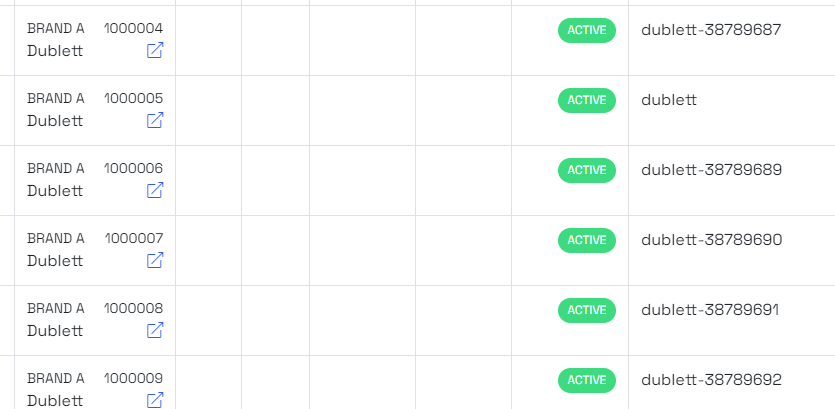 BRAND A 1000004 ACTIVE dublett-38789687
Dublett
BRAND A 1000005 ACTIVE dublett
Dublett
BRAND A 1000006 ACTIVE dublett-38789689
Dublett
BRAND A 1000007 ACTIVE dublett-38789690
Dublett
BRAND A 1000008 ACTIVE dublett-38789691
Dublett
BRAND A 1000009 ACTIVE dublett-38789692
Dublett